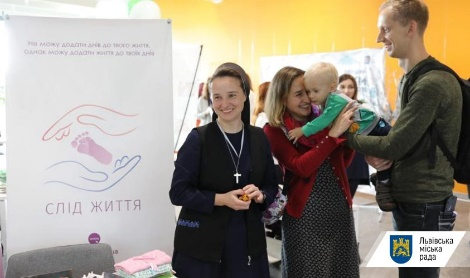 Не можу додати днів до твого життя,
однак можу додати життя до твоїх днів
СЛІД ЖИТТЯ
Львівська
міська
рада